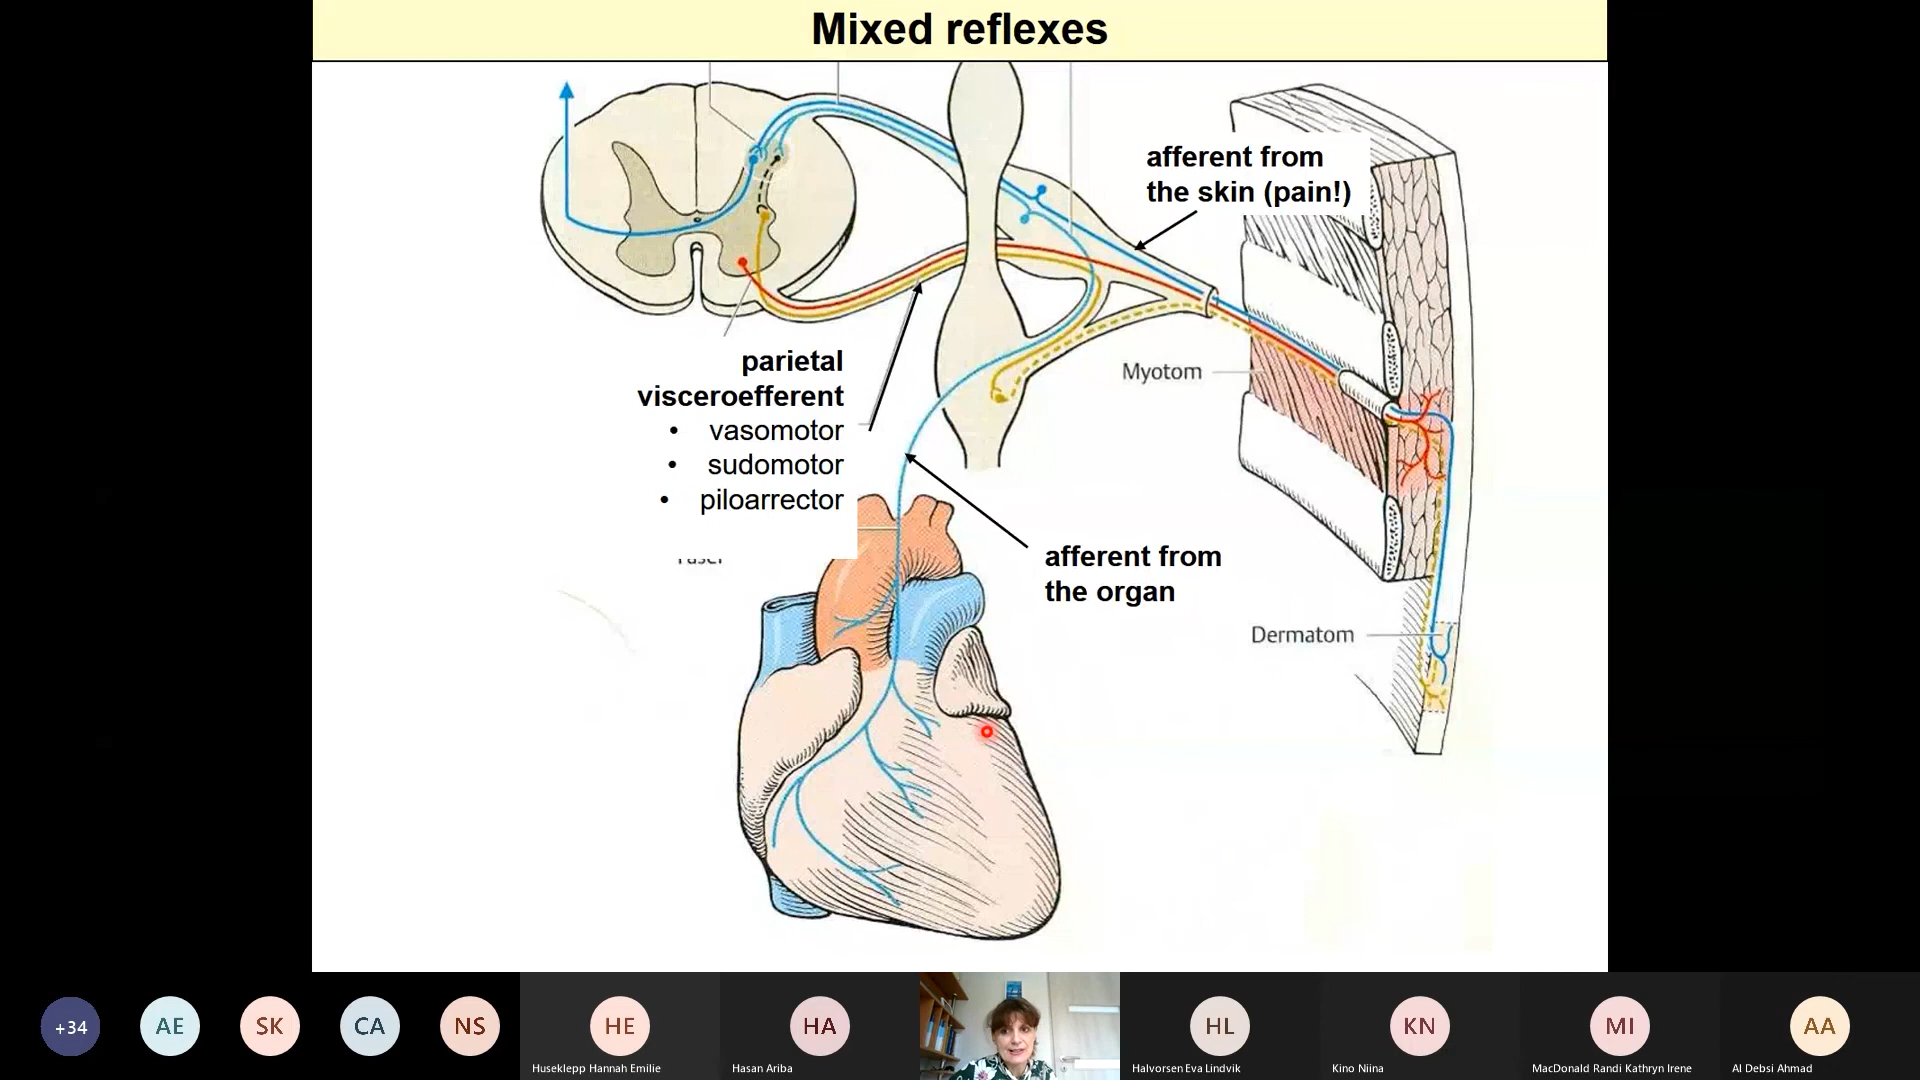 Mixed reflexes
afferent from
the skin (pain!)
parietal
visceroefferent
• vasomotor
• sudomotor
• piloarrector
Myotom
afferent from
the organ
Dermatom
+34
AE
SK
CA
NS
HE
Huseklepp Hannah Emilie
HA
Hasan Ariba
HL
Halvorsen Eva Lindvik
KN
Kino Niina
MI
MacDonald Randi Kathryn Irene
AA
Al Debsi Ahmad